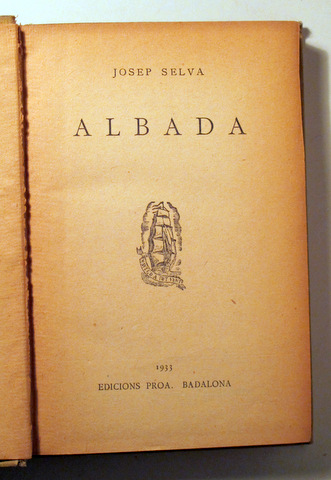 JOSEP SELVA
ALBADA
1933
EDICIONS PROA. BADALONA